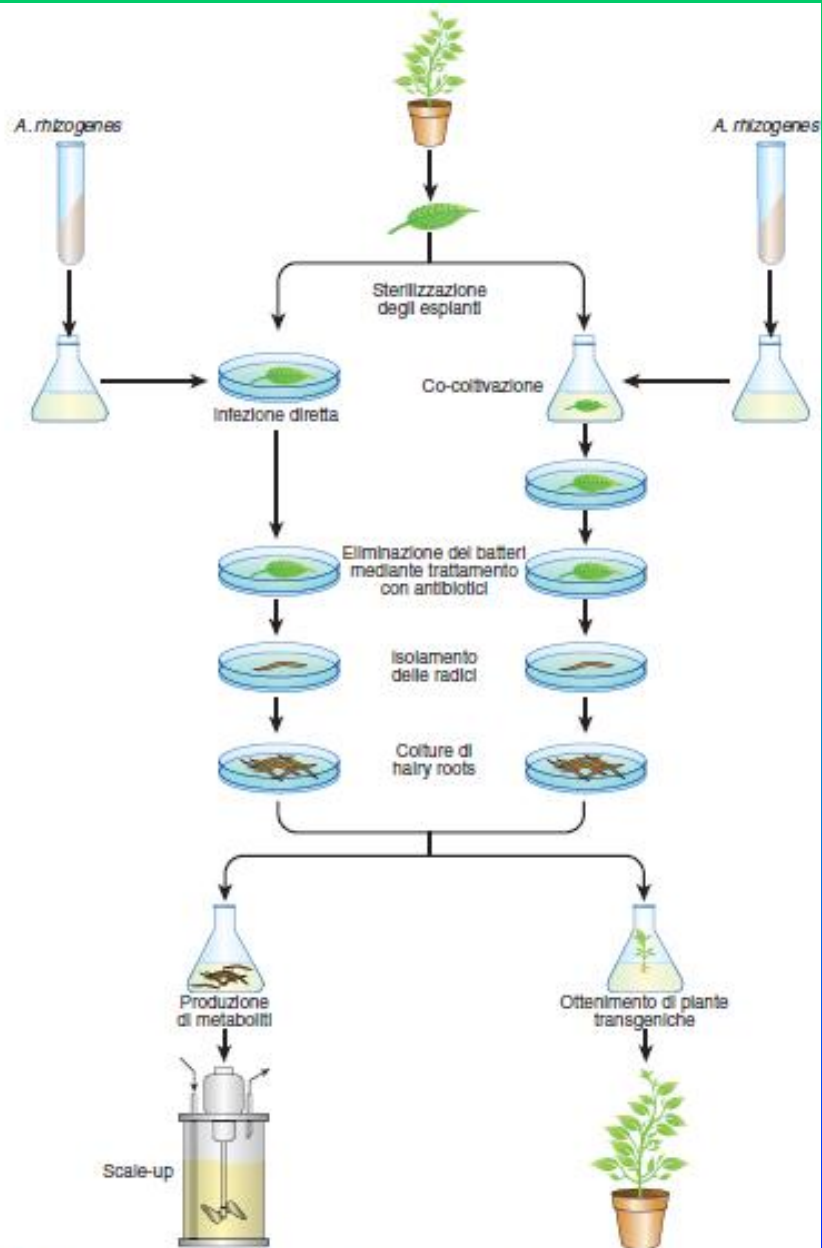 A. rhizogenes
A. rhizogenes
Sterilizzazione
degli espianti
Co-coltivazione
Infezione diretta
Eliminazione dei batteri
mediante trattamento
con antibiotici
Isolamento
delle radici
Colture di
hairy roots
Produzione
di metaboliti
Ottenimento di piante
transgeniche
Scale-up